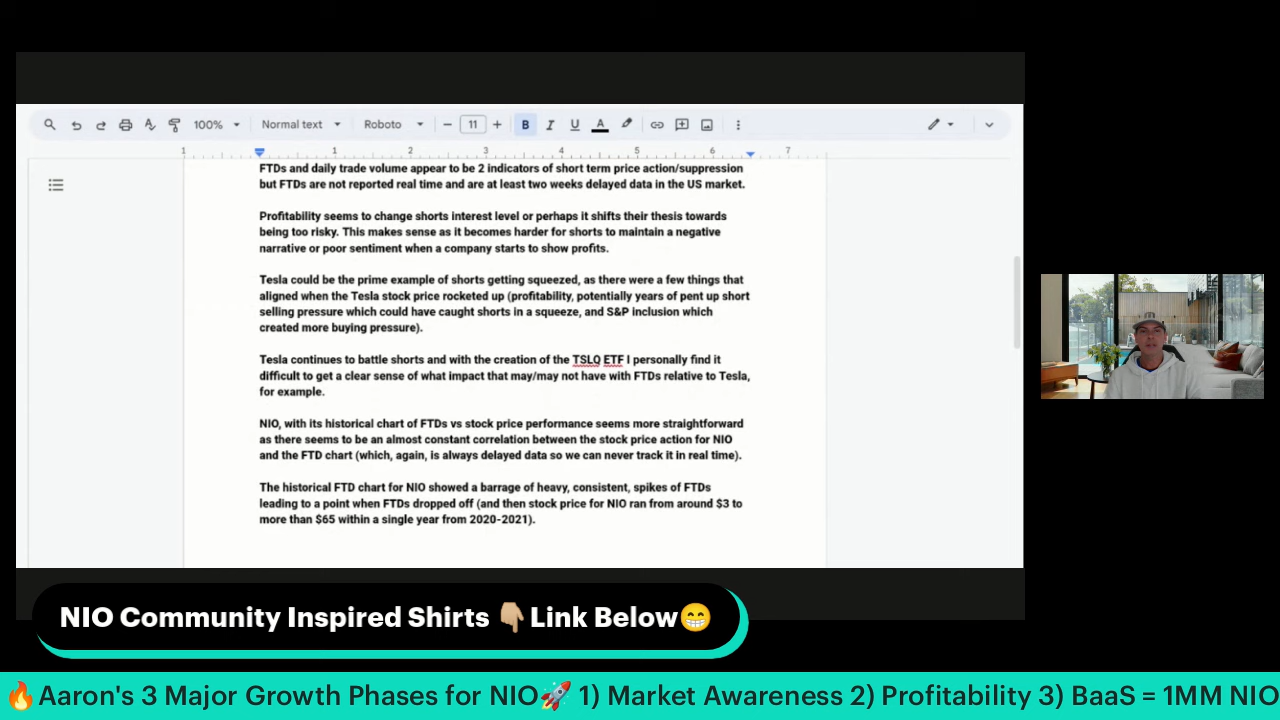 100%
Normal text
Roboto
11
B I U A
1 1 2 3 4 5 6 7
FTDs and daily trade volume appear to be 2 indicators of short term price action/suppression
but FTDs are not reported real time and are at least two weeks delayed data in the US market.
Profitability seems to change shorts interest level or perhaps it shifts their thesis towards
being too risky. This makes sense as it becomes harder for shorts to maintain a negative
narrative or poor sentiment when a company starts to show profits.
Tesla could be the prime example of shorts getting squeezed, as there were a few things that
aligned when the Tesla stock price rocketed up (profitability, potentially years of pent up short
selling pressure which could have caught shorts in a squeeze, and S&P inclusion which
created more buying pressure).
Tesla continues to battle shorts and with the creation of the TSLQ ETF I personally find it
difficult to get a clear sense of what impact that may/may not have with FTDs relative to Tesla,
for example.
NIO, with its historical chart of FTDs vs stock price performance seems more straightforward
as there seems to be an almost constant correlation between the stock price action for NIO
and the FTD chart (which, again, is always delayed data so we can never track it in real time).
The historical FTD chart for NIO showed a barrage of heavy, consistent, spikes of FTDs
leading to a point when FTDs dropped off (and then stock price for NIO ran from around $3 to
more than $65 within a single year from 2020-2021).
NIO Community Inspired Shirts 👇🏼Link Below😁
🔥Aaron's 3 Major Growth Phases for NIO🚀 1) Market Awareness 2) Profitability 3) BaaS = 1MM NIO